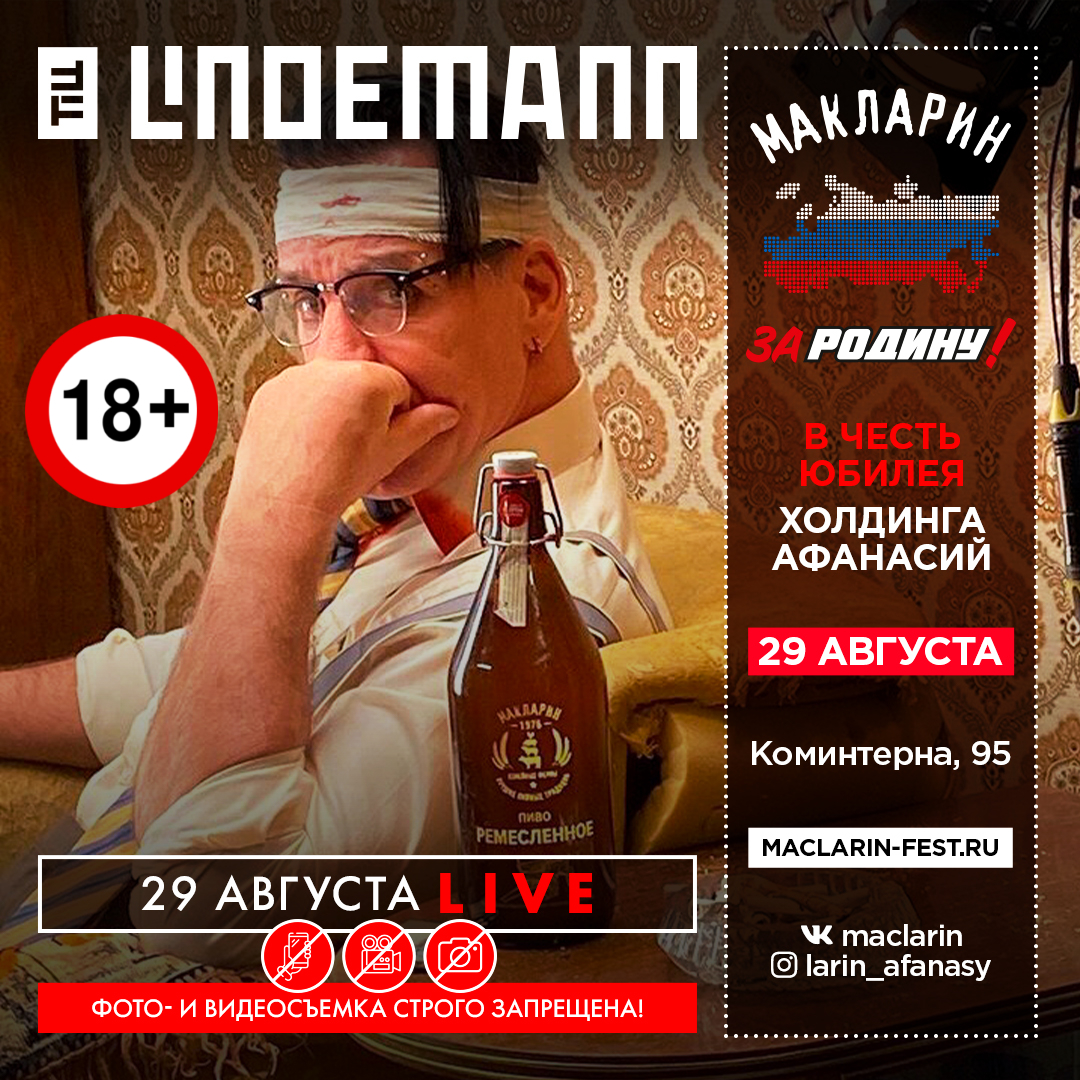 TILL LINDEMANN
18+
МАКЛАРИН
1976
ПИВО
РЕМЕСЛЕННОЕ
29 АВГУСТА LIVE
ФОТО- И ВИДЕОСЪЕМКА СТРОГО ЗАПРЕЩЕНА!
МАКЛАРИН
ЗА РОДИНУ!
В ЧЕСТЬ
ЮБИЛЕЯ
ХОЛДИНГА
АФАНАСИЙ
29 АВГУСТА
Коминтерна, 95
MACLARIN-FEST.RU
maclarin
larin_afanasy